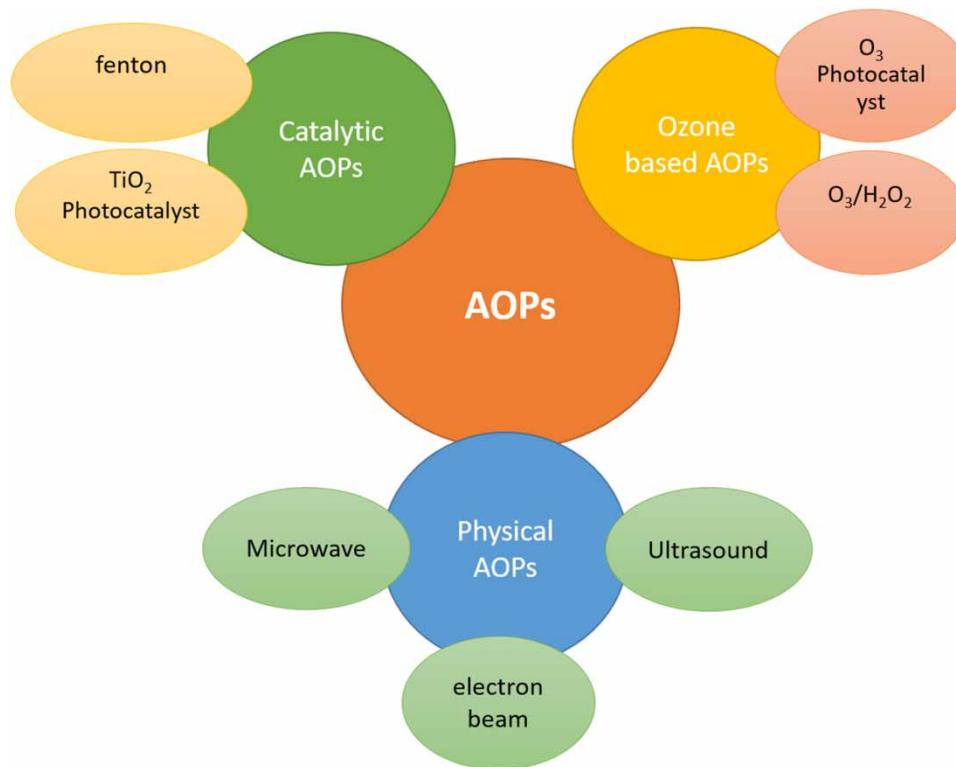 fenton
TiO₂
Photocatalyst
Catalytic
AOPs
Ozone
based AOPs
O₃
Photocatal
yst
O₃/H₂O₂
AOPs
Physical
AOPs
Microwave
Ultrasound
electron
beam